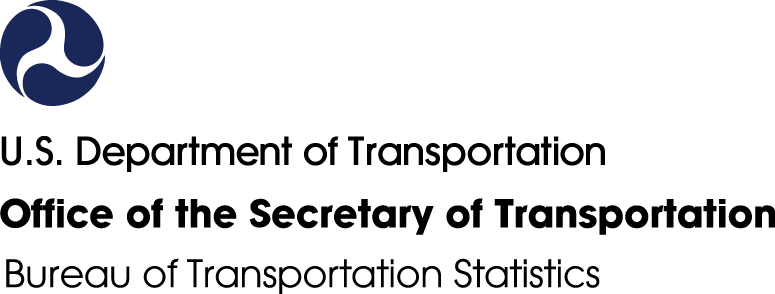 U.S. Department of Transportation
Office of the Secretary of Transportation
Bureau of Transportation Statistics